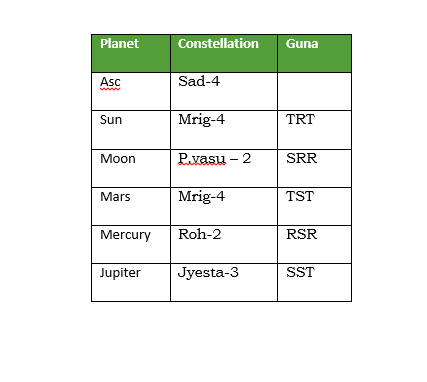 Planet Constellation Guna
Asc Sad-4
Sun Mrig-4 TRT
Moon P.vasu – 2 SRR
Mars Mrig-4 TST
Mercury Roh-2 RSR
Jupiter Jyesta-3 SST